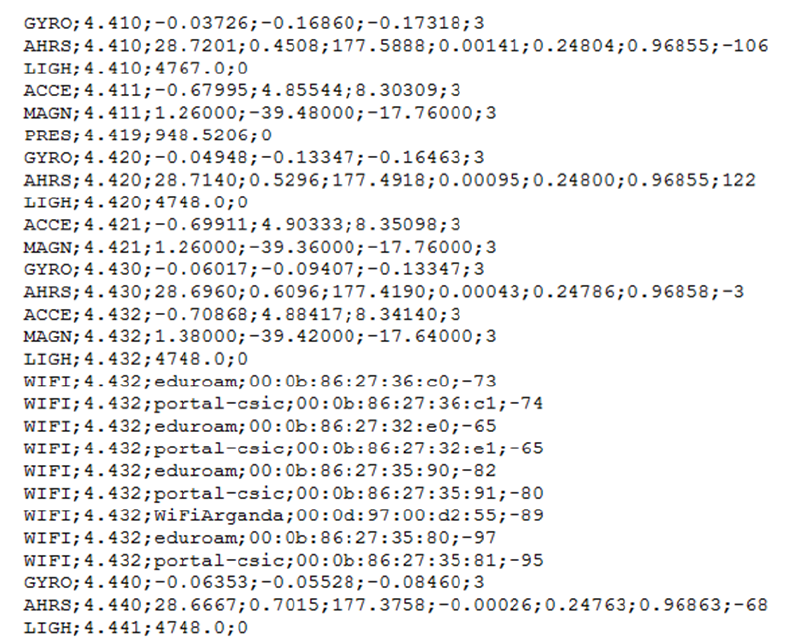 GYRO;4.410;-0.03726;-0.16860;-0.17318;3
AHRS;4.410;28.7201;0.4508;177.5888;0.00141;0.24804;0.96855;-106
LIGH;4.410;4767.0;0
ACCE;4.411;-0.67995;4.85544;8.30309;3
MAGN;4.411;1.26000;-39.48000;-17.76000;3
PRES;4.419;948.5206;0
GYRO;4.420;-0.04948;-0.13347;-0.16463;3
AHRS;4.420;28.7140;0.5296;177.4918;0.00095;0.24800;0.96855;122
LIGH;4.420;4748.0;0
ACCE;4.421;-0.69911;4.90333;8.35098;3
MAGN;4.421;1.26000;-39.36000;-17.76000;3
GYRO;4.430;-0.06017;-0.09407;-0.13347;3
AHRS;4.430;28.6960;0.6096;177.4190;0.00043;0.24786;0.96858;-3
ACCE;4.432;-0.70868;4.88417;8.34140;3
MAGN;4.432;1.38000;-39.42000;-17.64000;3
LIGH;4.432;4748.0;0
WIFI;4.432;eduroam;00:0b:86:27:36:c0;-73
WIFI;4.432;portal-csic;00:0b:86:27:36:c1;-74
WIFI;4.432;eduroam;00:0b:86:27:32:e0;-65
WIFI;4.432;portal-csic;00:0b:86:27:32:e1;-65
WIFI;4.432;eduroam;00:0b:86:27:35:90;-82
WIFI;4.432;portal-csic;00:0b:86:27:35:91;-80
WIFI;4.432;WiFiArganda;00:0d:97:00:d2:55;-89
WIFI;4.432;eduroam;00:0b:86:27:35:80;-97
WIFI;4.432;portal-csic;00:0b:86:27:35:81;-95
GYRO;4.440;-0.06353;-0.05528;-0.08460;3
AHRS;4.440;28.6667;0.7015;177.3758;-0.00026;0.24763;0.96863;-68
LIGH;4.441;4748.0;0